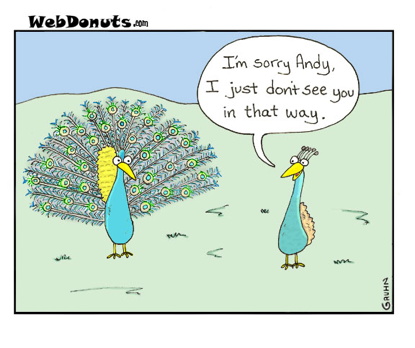 WebDonuts.com
I'm sorry Andy,
I just don't see you
in that way.
GRUHN